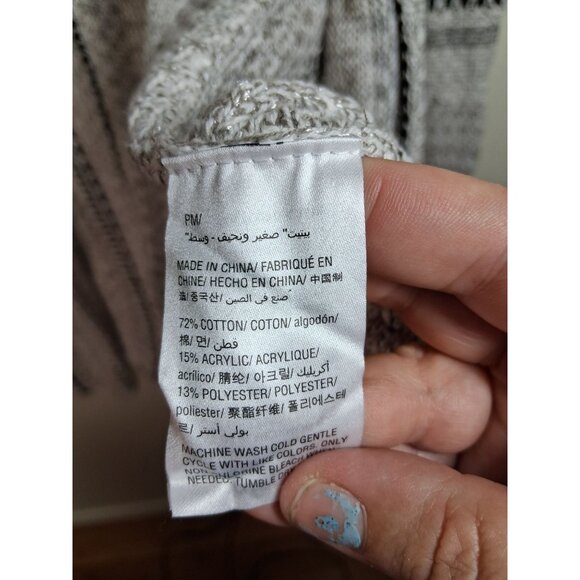 PM/
بيتيت" صغير ونحيف - وسط"
MADE IN CHINA/ FABRIQUÉ EN
CHINE/ HECHO EN CHINA/ 中国制
造/중국산/ صنع في الصين
72% COTTON/ COTON/ algodón/
棉/ 면/ قطن/
15% ACRYLIC/ ACRYLIQUE/
acrílico/ 腈纶/ 아크릴/ أكريليك/
13% POLYESTER/ POLYESTER/
poliester/ 聚酯纤维/ 폴리에스테
르/ بولي أستر/
MACHINE WASH COLD GENTLE
CYCLE WITH LIKE COLORS. ONLY
NON-CHLORINE BLEACH WHEN
NEEDED. TUMBLE